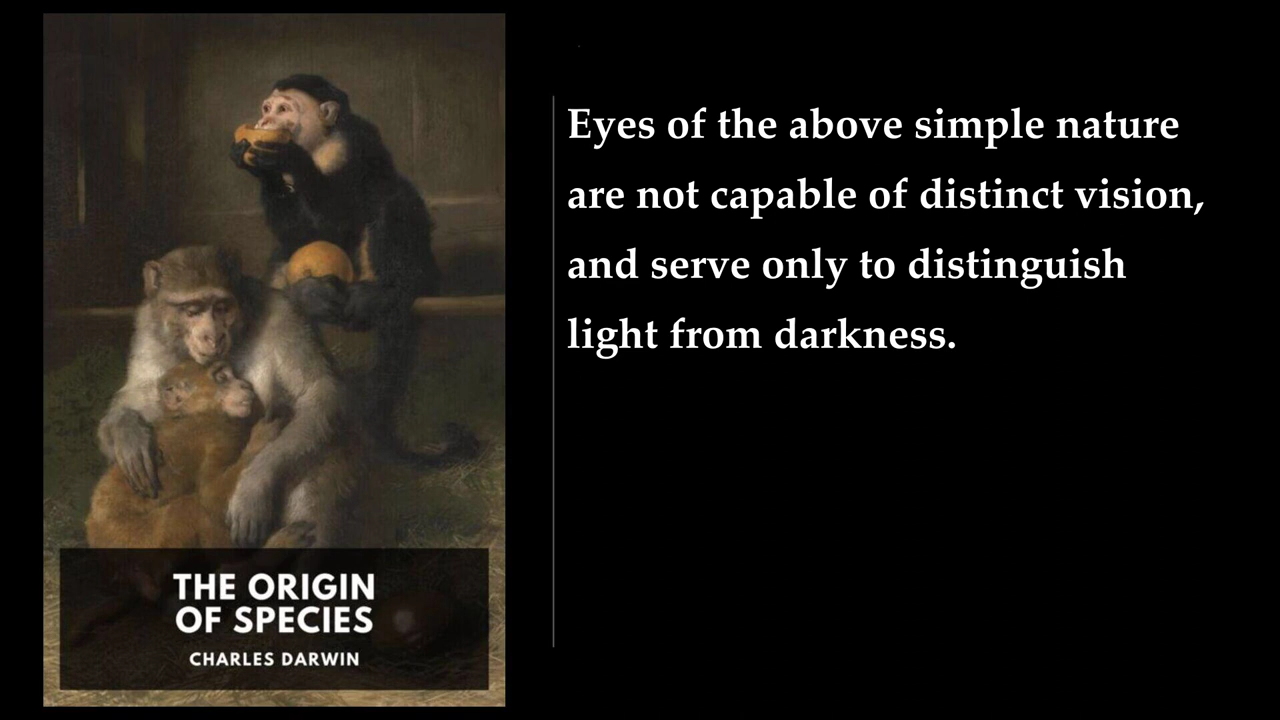 THE ORIGIN
OF SPECIES
CHARLES DARWIN
Eyes of the above simple nature
are not capable of distinct vision,
and serve only to distinguish
light from darkness.